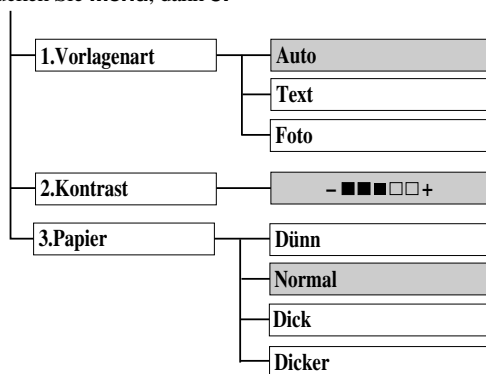 1.Vorlagenart
Auto
Text
Foto
2.Kontrast
– ■■■□□+
3.Papier
Dünn
Normal
Dick
Dicker